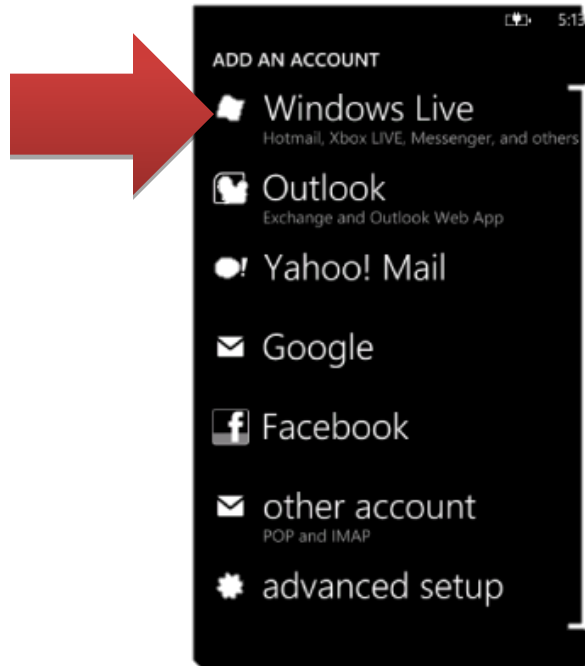 5:13
ADD AN ACCOUNT
Windows Live
Hotmail, Xbox LIVE, Messenger, and others
Outlook
Exchange and Outlook Web App
Yahoo! Mail
Google
Facebook
other account
POP and IMAP
advanced setup